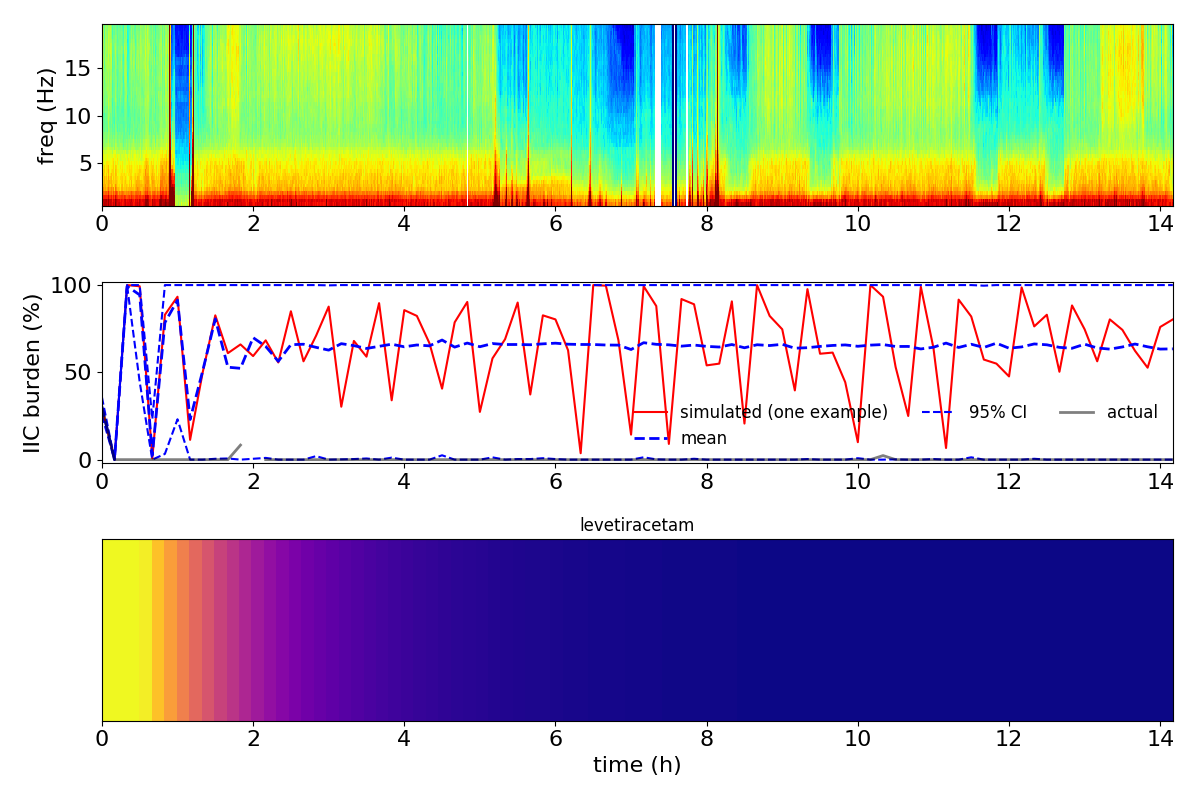 freq (Hz)
15
10
5
0 2 4 6 8 10 12 14
IIC burden (%)
100
50
0
simulated (one example) 95% CI actual
mean
0 2 4 6 8 10 12 14
levetiracetam
0 2 4 6 8 10 12 14
time (h)